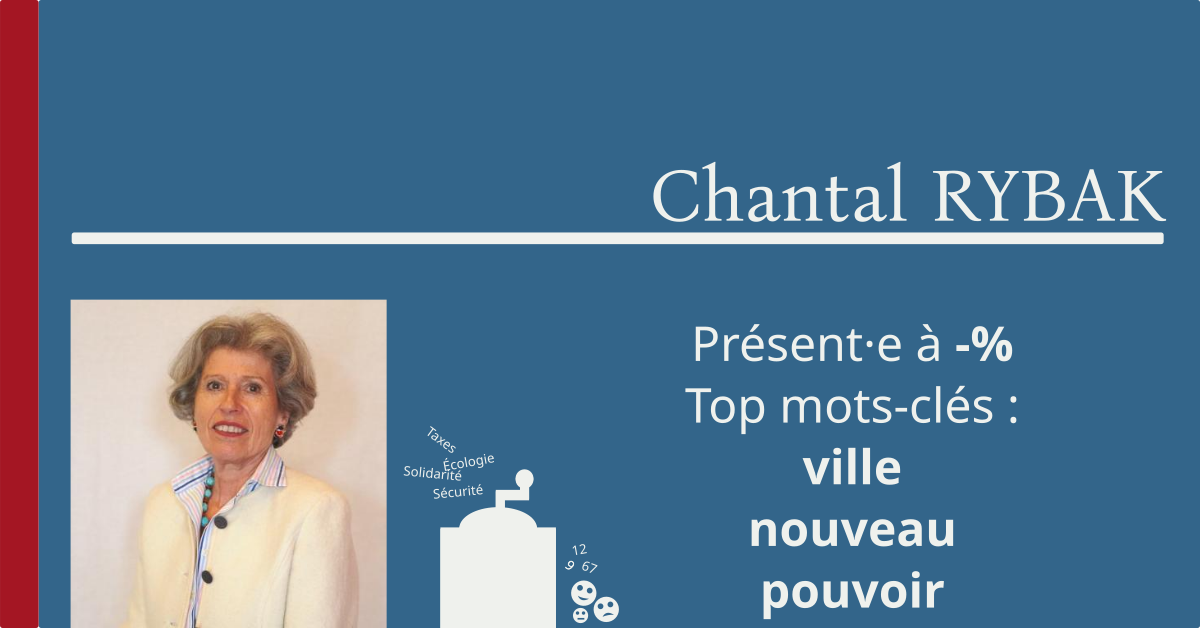 Chantal RYBAK
Présent·e à -%
Top mots-clés :
ville
nouveau
pouvoir
Taxes
Écologie
Solidarité
Sécurité
12
9 67